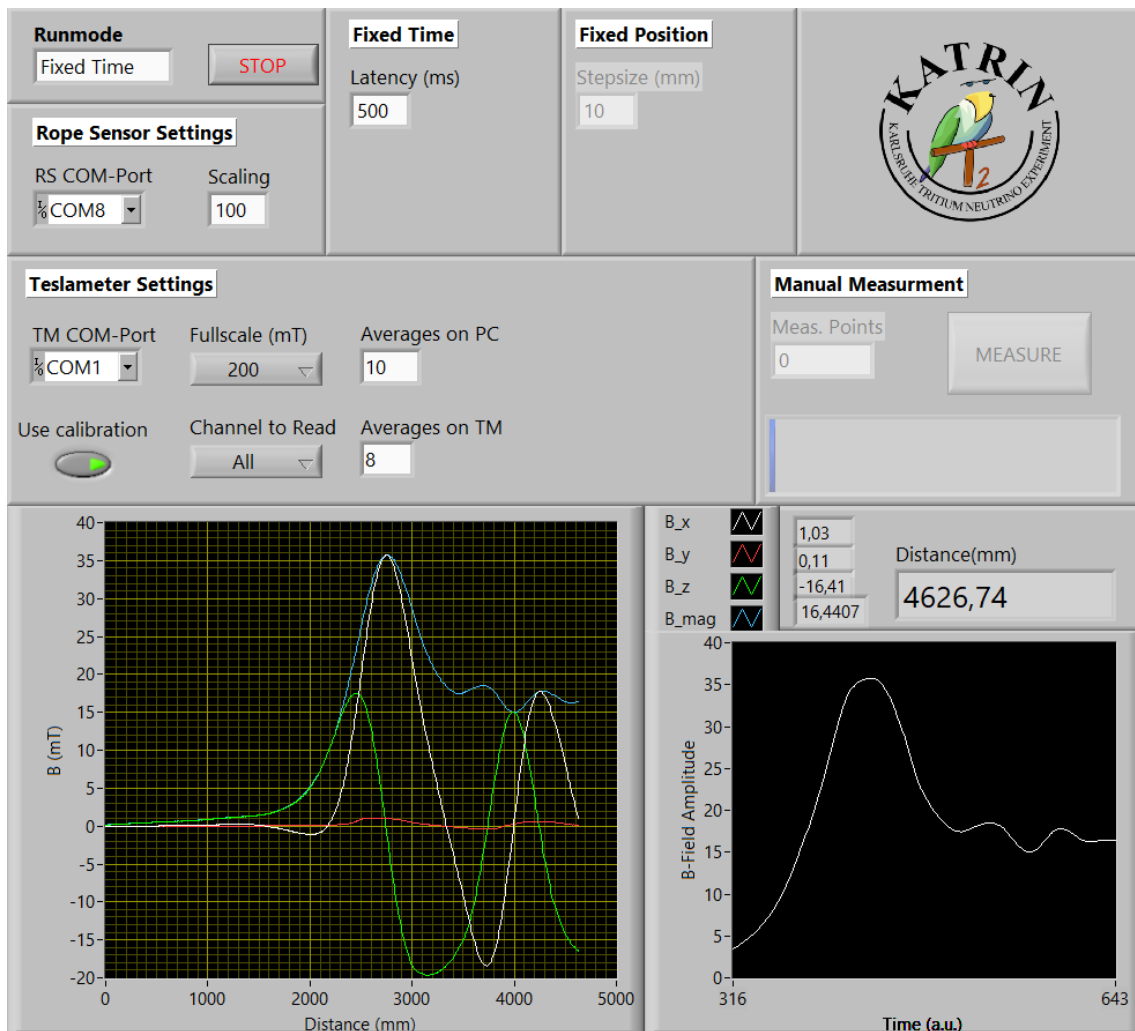 Runmode
Fixed Time
STOP
Fixed Time
Latency (ms)
500
Fixed Position
Stepsize (mm)
10
KATRIN
KARLSRUHE TRITIUM NEUTRINO EXPERIMENT
2
Rope Sensor Settings
RS COM-Port
Scaling
I/0 COM8
100
Teslameter Settings
TM COM-Port
Fullscale (mT)
Averages on PC
I/0 COM1
200
10
Use calibration
Channel to Read
Averages on TM
All
8
Manual Measurment
Meas. Points
0
MEASURE
40
35
30
25
20
15
10
5
0
-5
-10
-15
-20
B (mT)
0 1000 2000 3000 4000 5000
Distance (mm)
B_x
B_y
B_z
B_mag
1,03
0,11
-16,41
16,4407
Distance(mm)
4626,74
40
35
30
25
20
15
10
5
0
B-Field Amplitude
316 643
Time (a.u.)